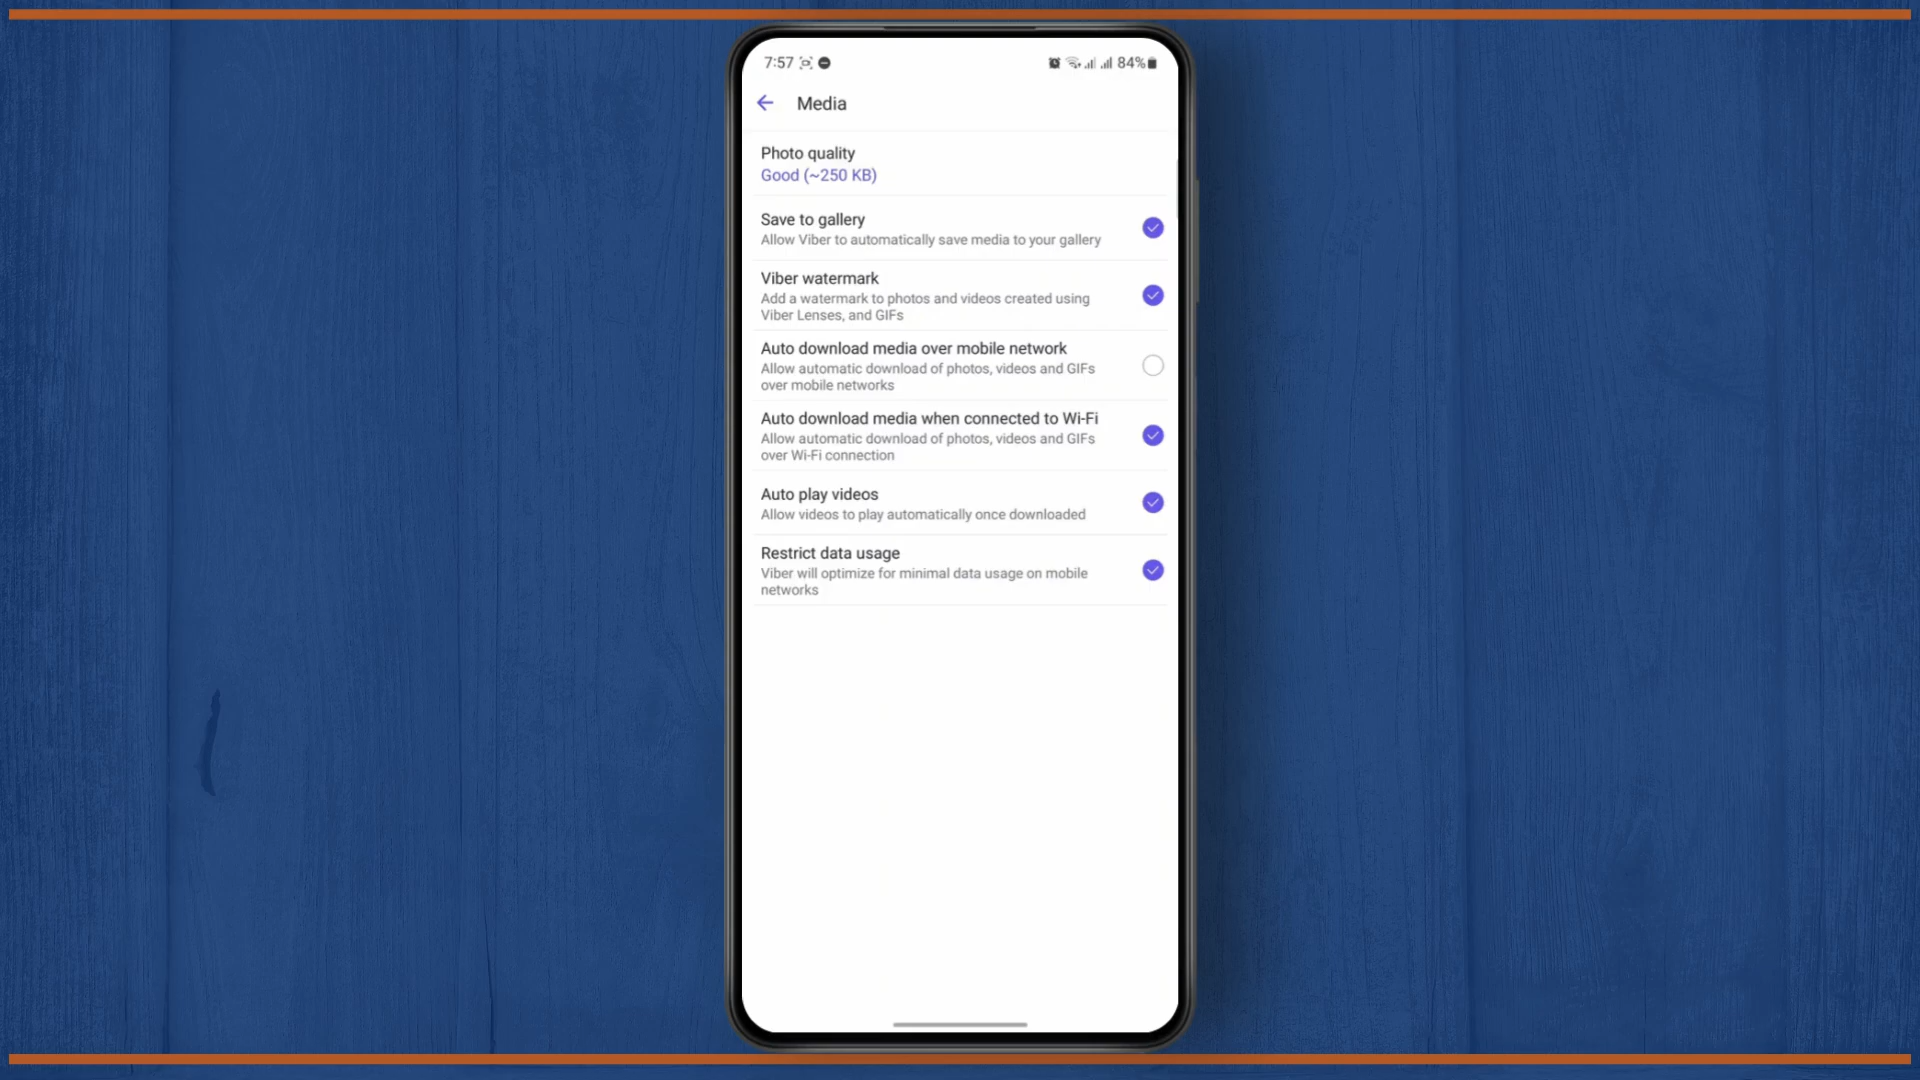 7:57 84%
Media
Photo quality
Good (~250 KB)
Save to gallery
Allow Viber to automatically save media to your gallery
Viber watermark
Add a watermark to photos and videos created using
Viber Lenses, and GIFs
Auto download media over mobile network
Allow automatic download of photos, videos and GIFs
over mobile networks
Auto download media when connected to Wi-Fi
Allow automatic download of photos, videos and GIFs
over Wi-Fi connection
Auto play videos
Allow videos to play automatically once downloaded
Restrict data usage
Viber will optimize for minimal data usage on mobile
networks